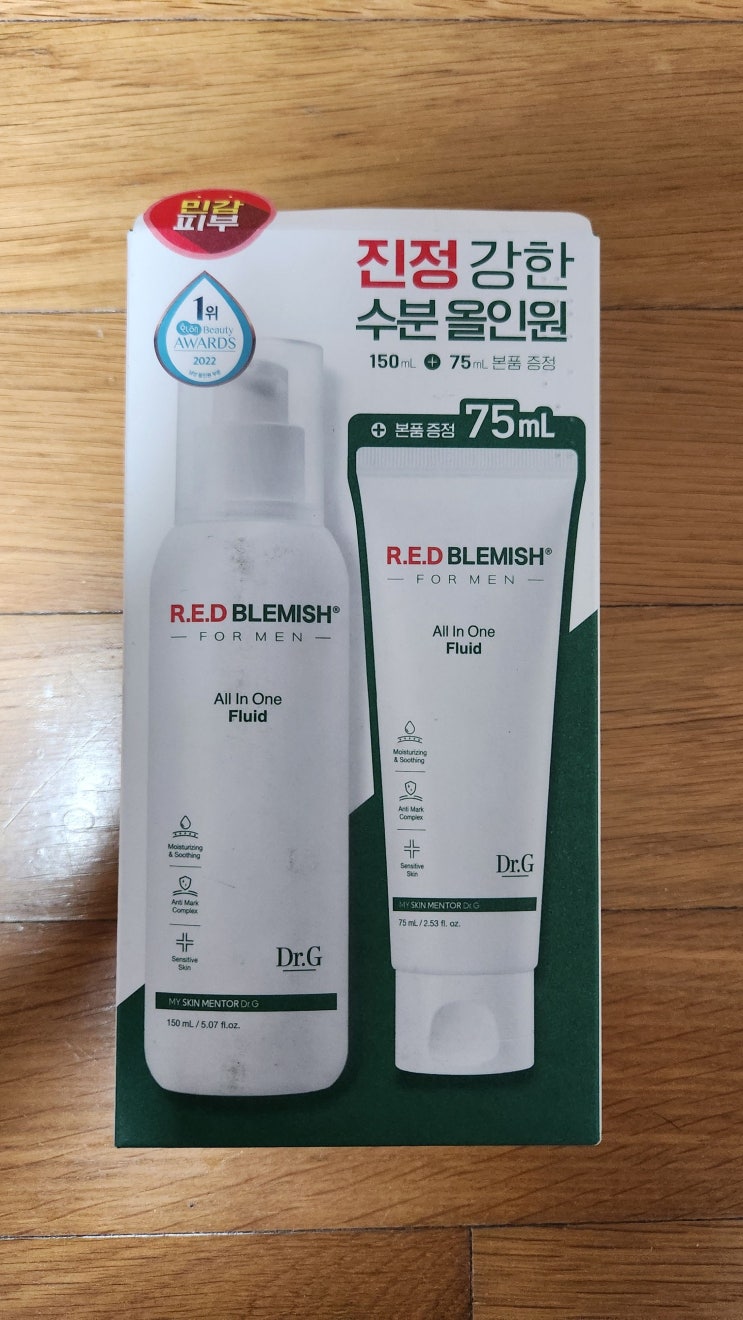 민감
피부
진정 강한
수분 올인원
150mL + 75mL 본품 증정
1위
화해 Beauty
AWARDS
2022
+ 본품 증정 75mL
R.E.D BLEMISH®
FOR MEN
All In One
Fluid
Moisturizing
& Soothing
Anti Mark
Complex
Sensitive
Skin
Dr.G
MY SKIN MENTOR Dr.G
150 mL / 5.07 fl.oz.
R.E.D BLEMISH®
FOR MEN
All In One
Fluid
Moisturizing
& Soothing
Anti Mark
Complex
Sensitive
Skin
Dr.G
MY SKIN MENTOR Dr.G
75 mL / 2.53 fl. oz.